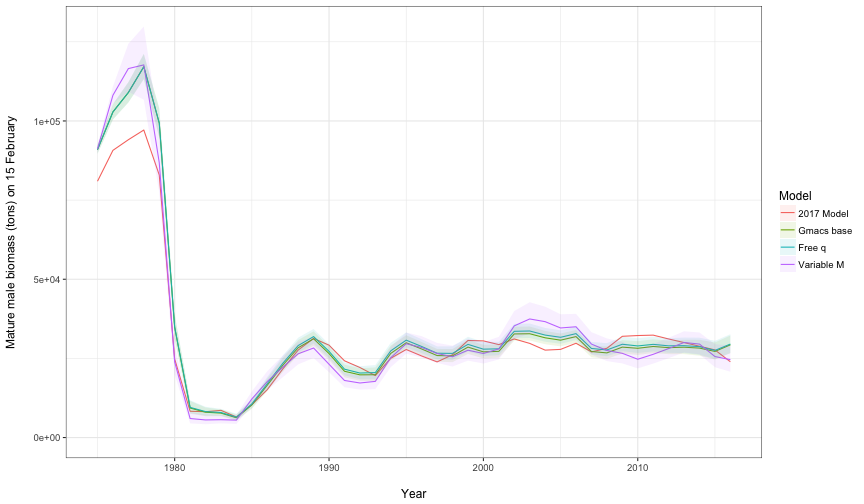 Mature male biomass (tons) on 15 February
1e+05
5e+04
0e+00
1980
1990
2000
2010
Year
Model
2017 Model
Gmacs base
Free q
Variable M